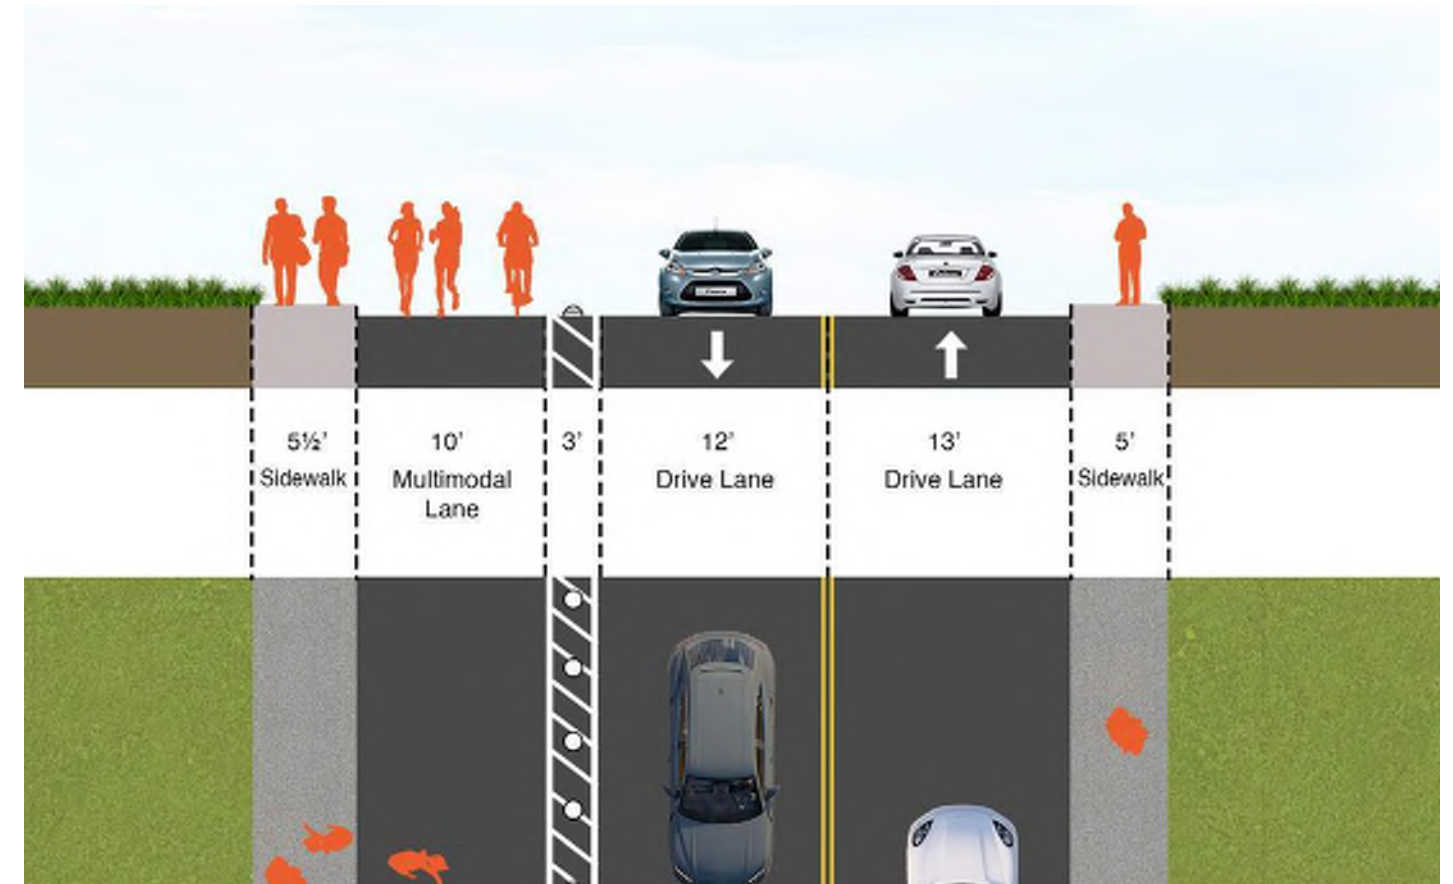 5½’
Sidewalk
10’
Multimodal
Lane
3’
12’
Drive Lane
13’
Drive Lane
5’
Sidewalk